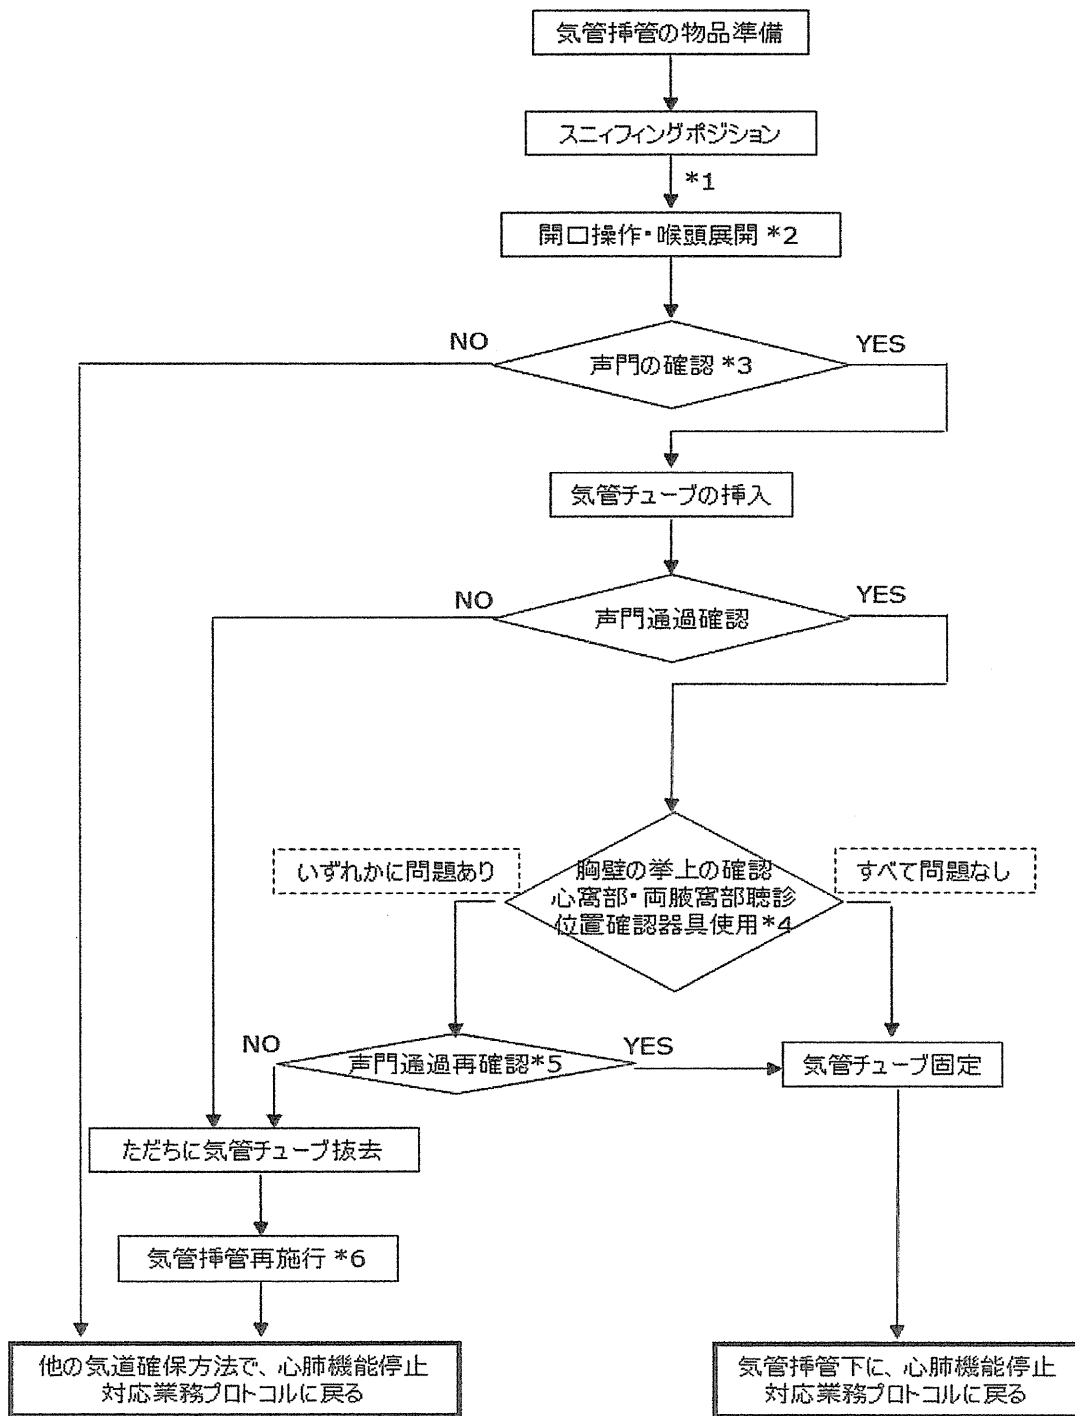 気管挿管の物品準備
スニィフィングポジション
*1
開口操作・喉頭展開 *2
NO
YES
声門の確認 *3
気管チューブの挿入
NO
YES
声門通過確認
いずれかに問題あり
胸壁の挙上の確認
心窩部・両腋窩部聴診
位置確認器具使用*4
すべて問題なし
NO
声門通過再確認*5
YES
気管チューブ固定
ただちに気管チューブ抜去
気管挿管再施行 *6
他の気道確保方法で、心肺機能停止
対応業務プロトコルに戻る
気管挿管下に、心肺機能停止
対応業務プロトコルに戻る